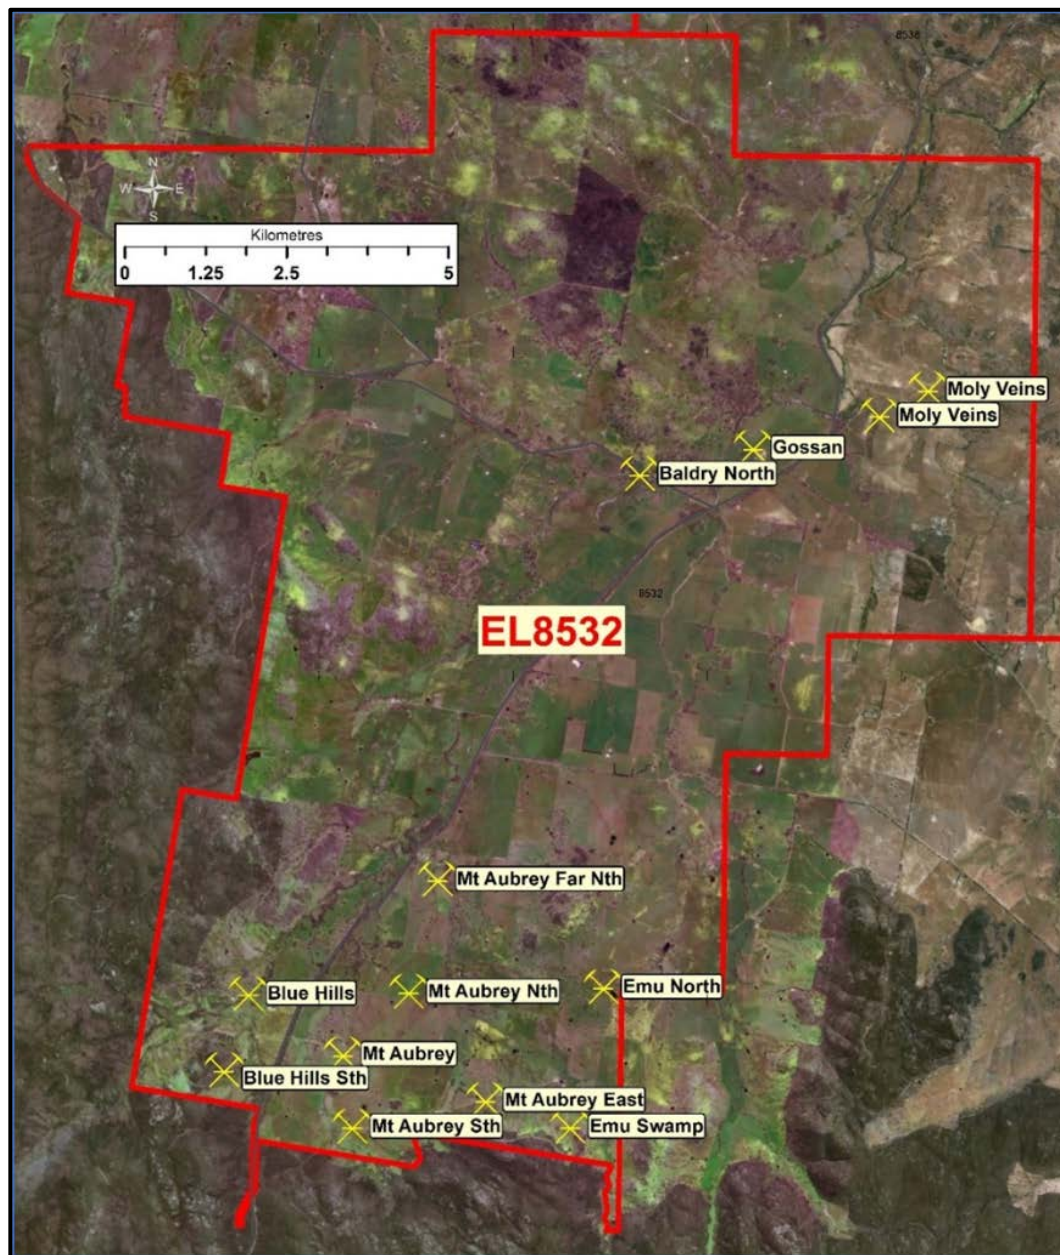 8538
N
W E
S
Kilometres
0 1.25 2.5 5
Moly Veins
Moly Veins
Gossan
Baldry North
8532
EL8532
Mt Aubrey Far Nth
Blue Hills
Mt Aubrey Nth
Emu North
Mt Aubrey
Blue Hills Sth
Mt Aubrey East
Mt Aubrey Sth
Emu Swamp